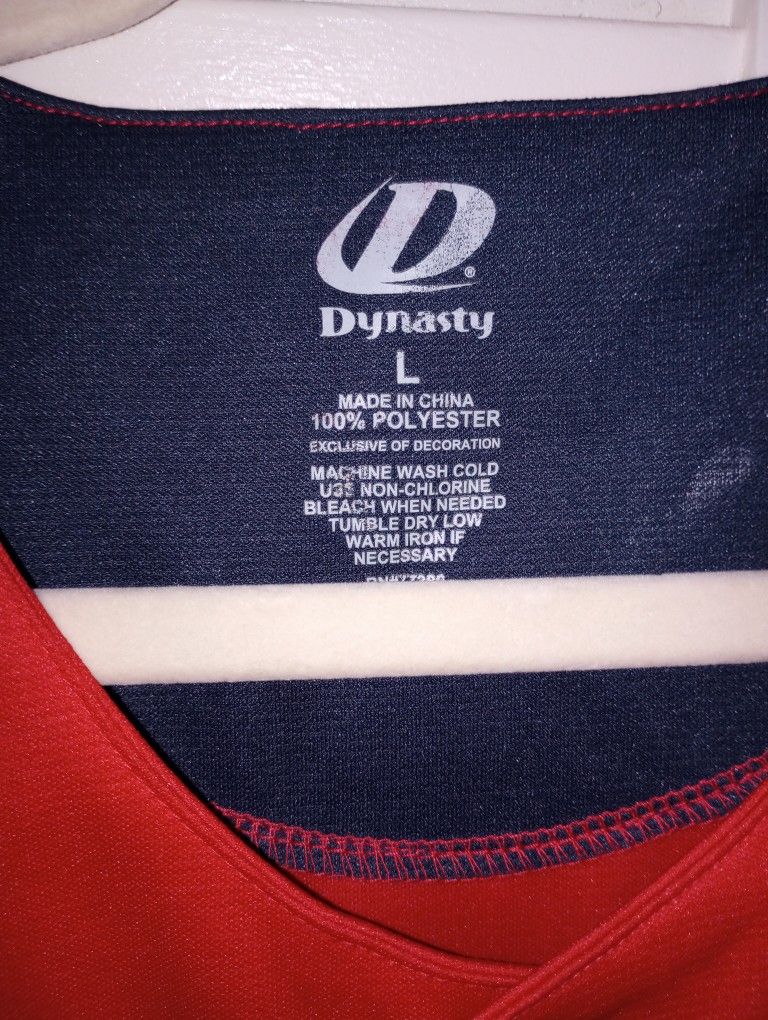 D®
Dynasty
L
MADE IN CHINA
100% POLYESTER
EXCLUSIVE OF DECORATION
MACHINE WASH COLD
USE NON-CHLORINE
BLEACH WHEN NEEDED
TUMBLE DRY LOW
WARM IRON IF
NECESSARY